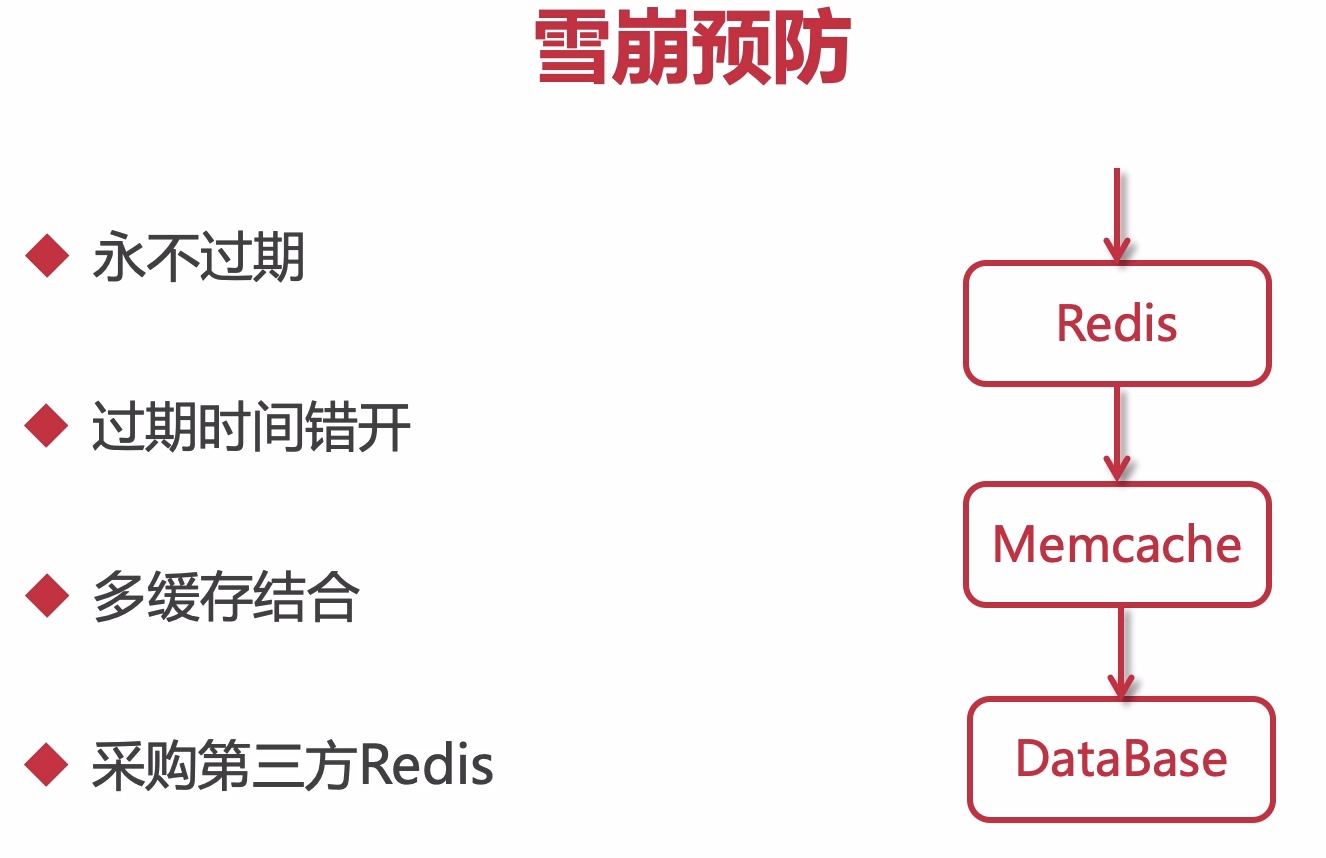 雪崩预防
永不过期
过期时间错开
多缓存结合
采购第三方Redis
Redis
Memcache
DataBase